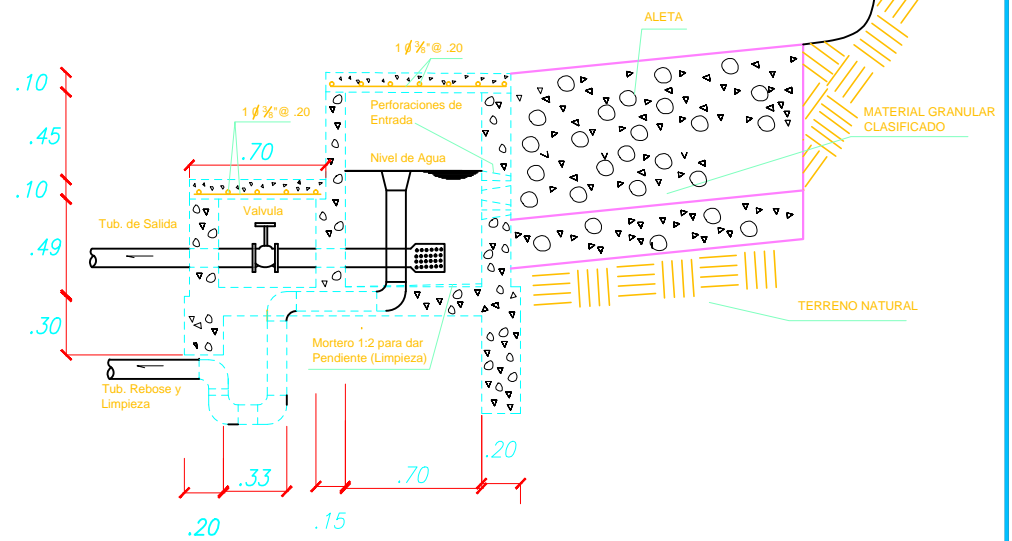 ALETA
1 Ø ⅜"@ .20
.10
Perforaciones de
Entrada
1 Ø ⅜"@ .20
MATERIAL GRANULAR
CLASIFICADO
.45
.70
Nivel de Agua
.10
Valvula
Tub. de Salida
.49
TERRENO NATURAL
.30
Mortero 1:2 para dar
Pendiente (Limpieza)
Tub. Rebose y
Limpieza
.20
.33
.70
.20
.15